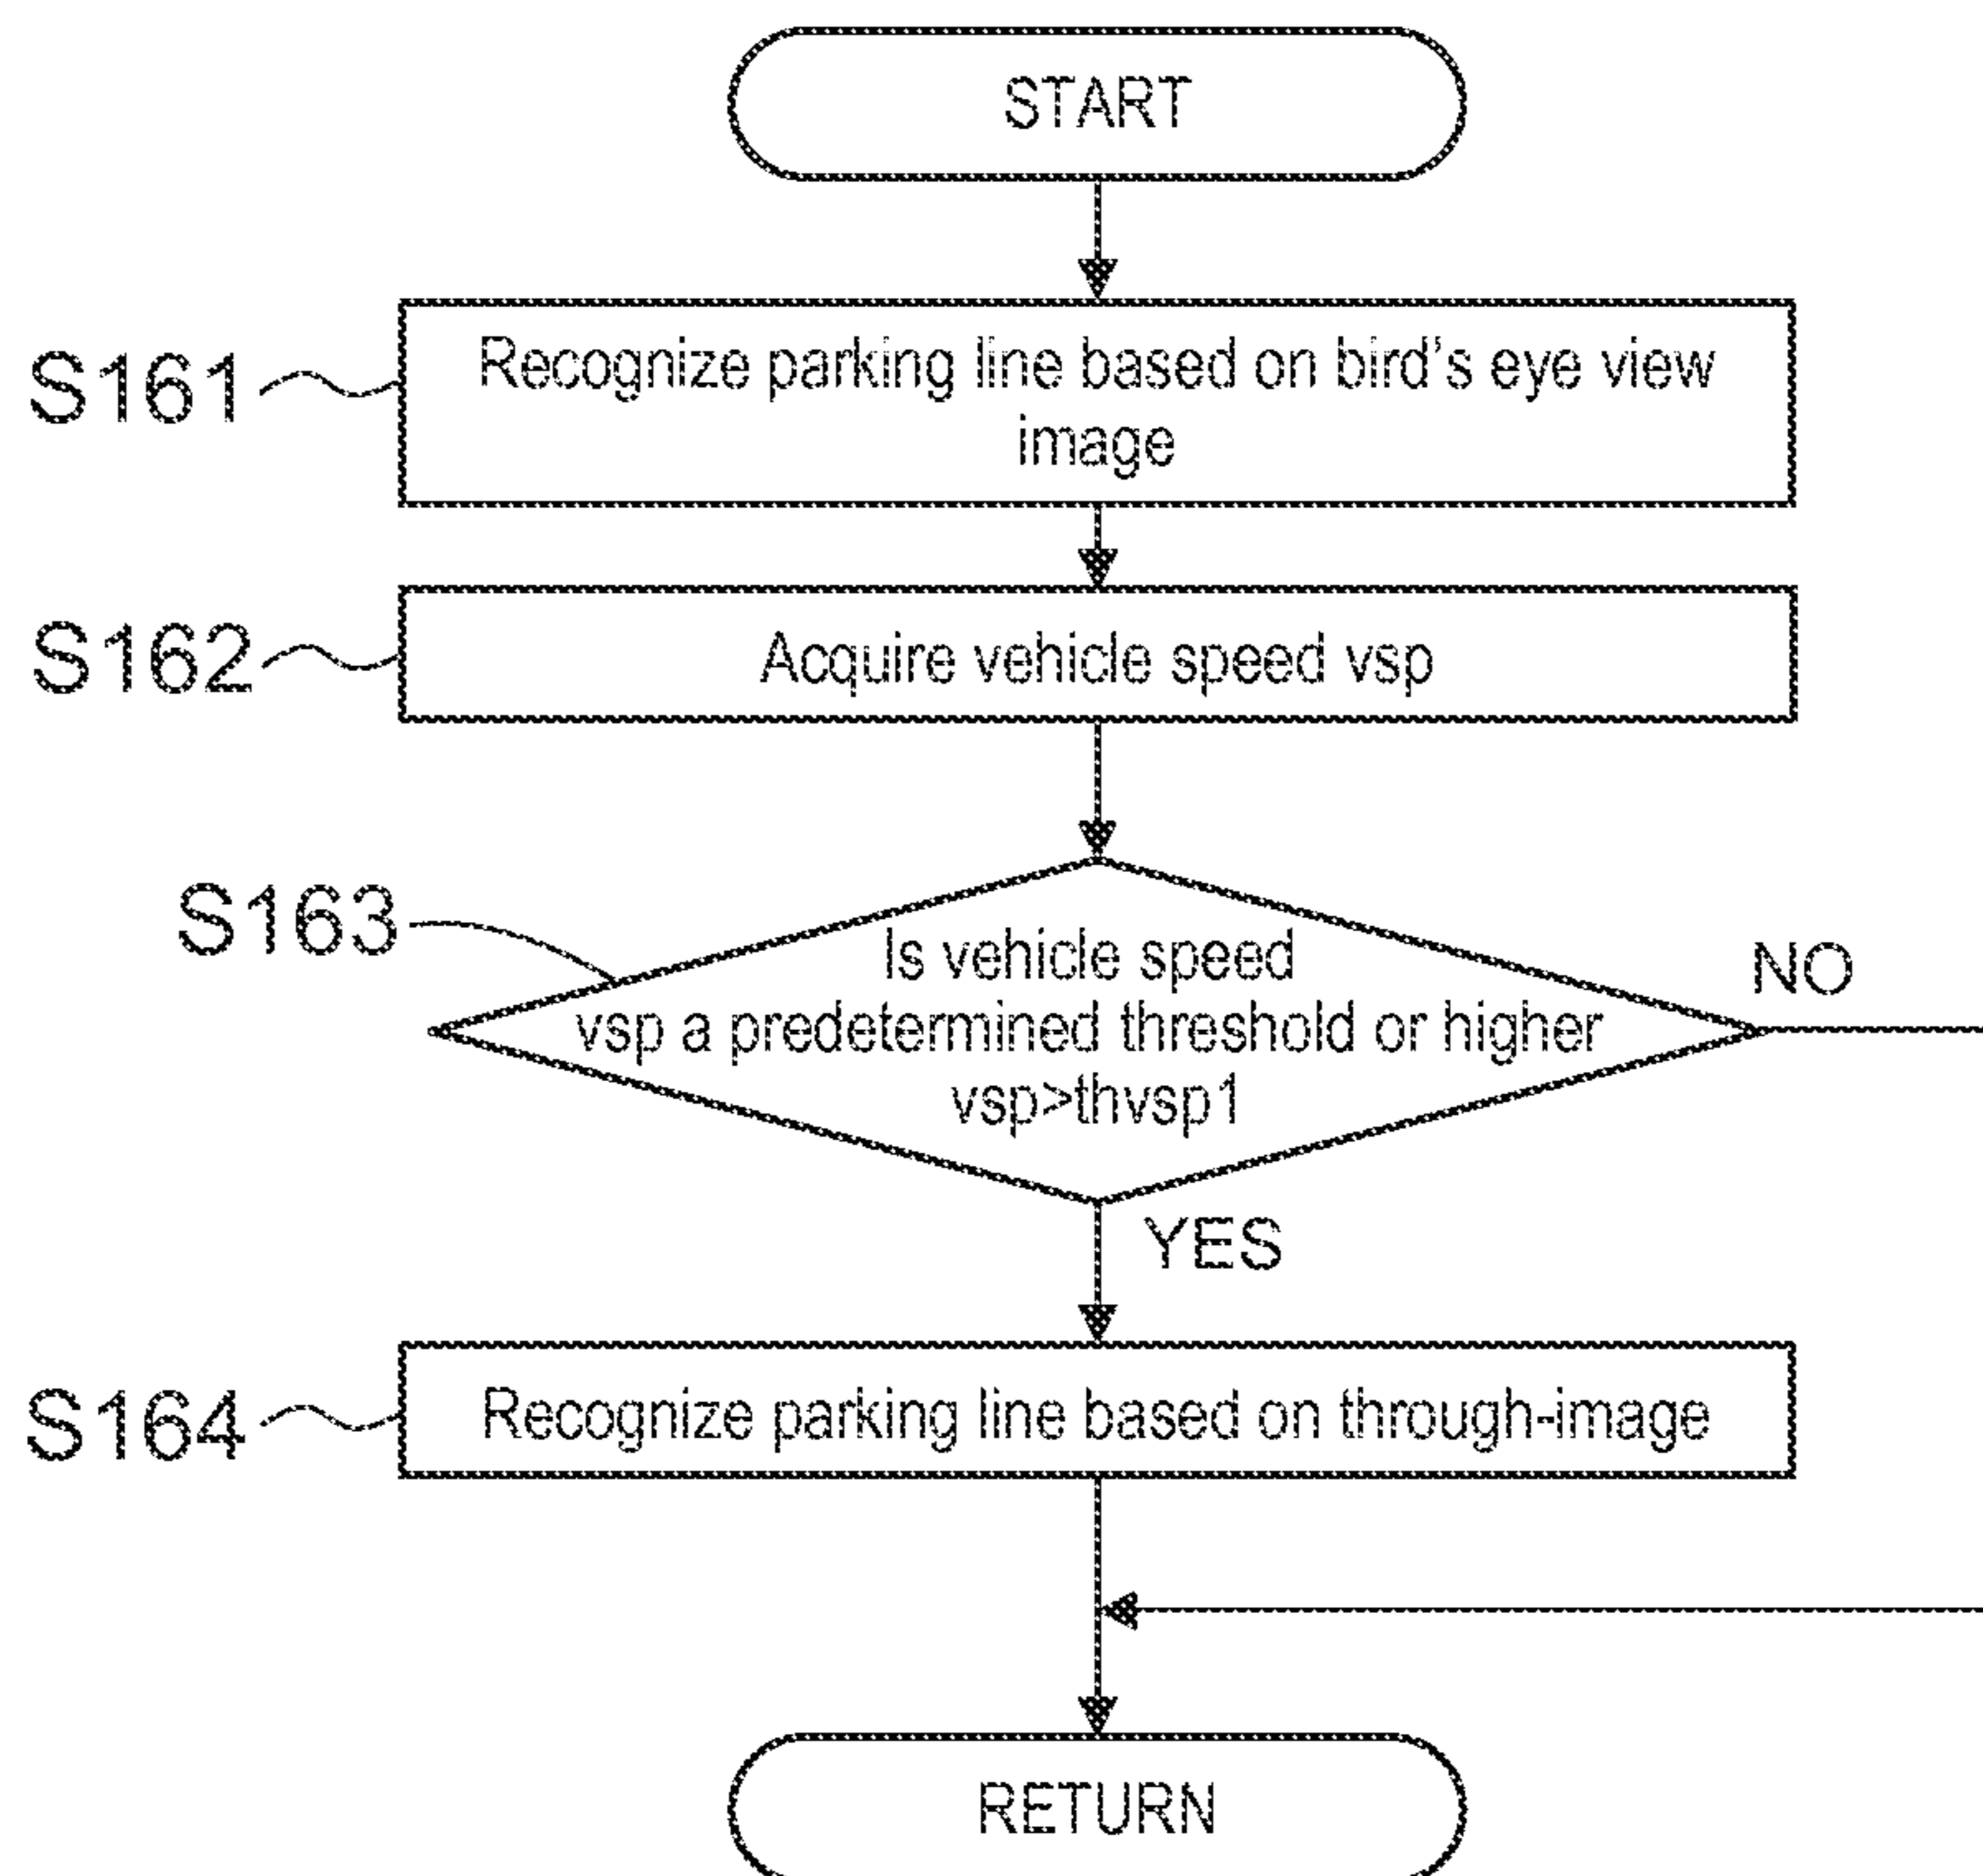 START
S161
Recognize parking line based on bird's eye view
image
S162
Acquire vehicle speed vsp
S163
Is vehicle speed
vsp a predetermined threshold or higher
vsp>thvsp1
NO
YES
S164
Recognize parking line based on through-image
RETURN